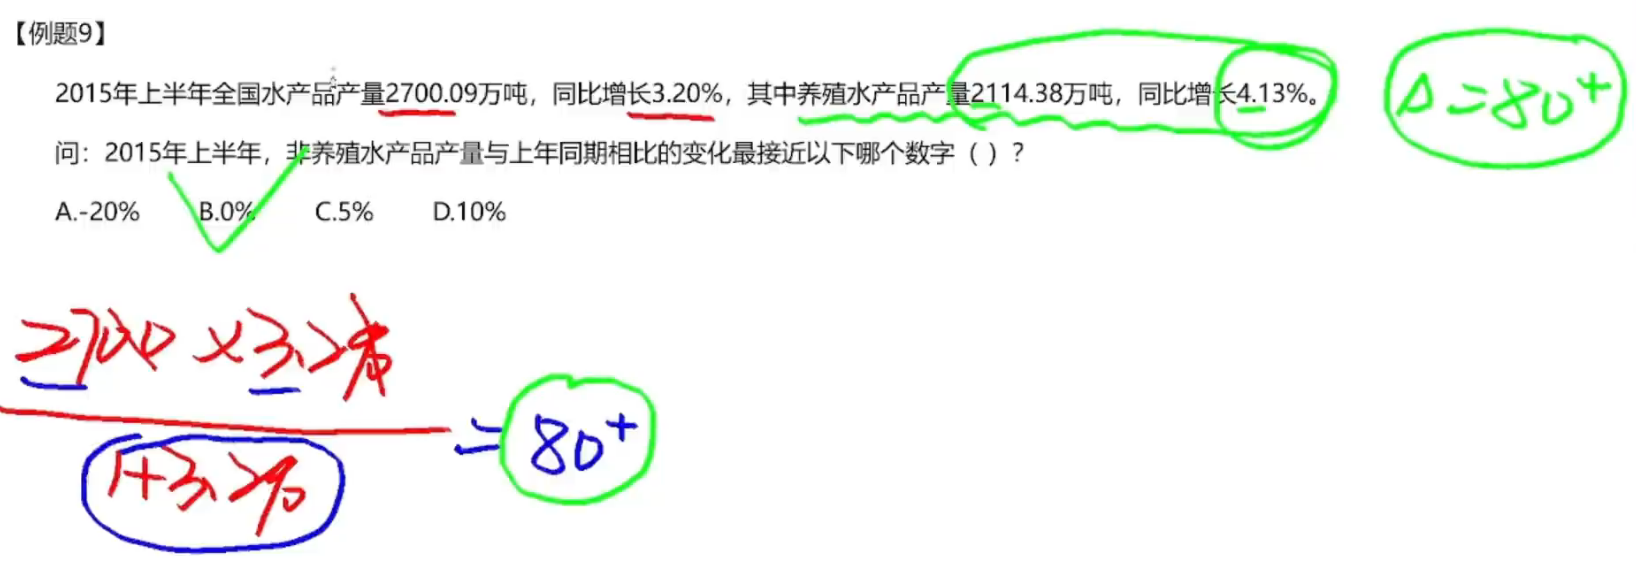 【例题9】
2015年上半年全国水产品产量2700.09万吨，同比增长3.20%，其中养殖水产品产量2114.38万吨，同比增长4.13%。
Δ=80⁺
问：2015年上半年，非养殖水产品产量与上年同期相比的变化最接近以下哪个数字（ ）？
A.-20% B.0% C.5% D.10%
2700×3.2%
1+3.2%
=80⁺